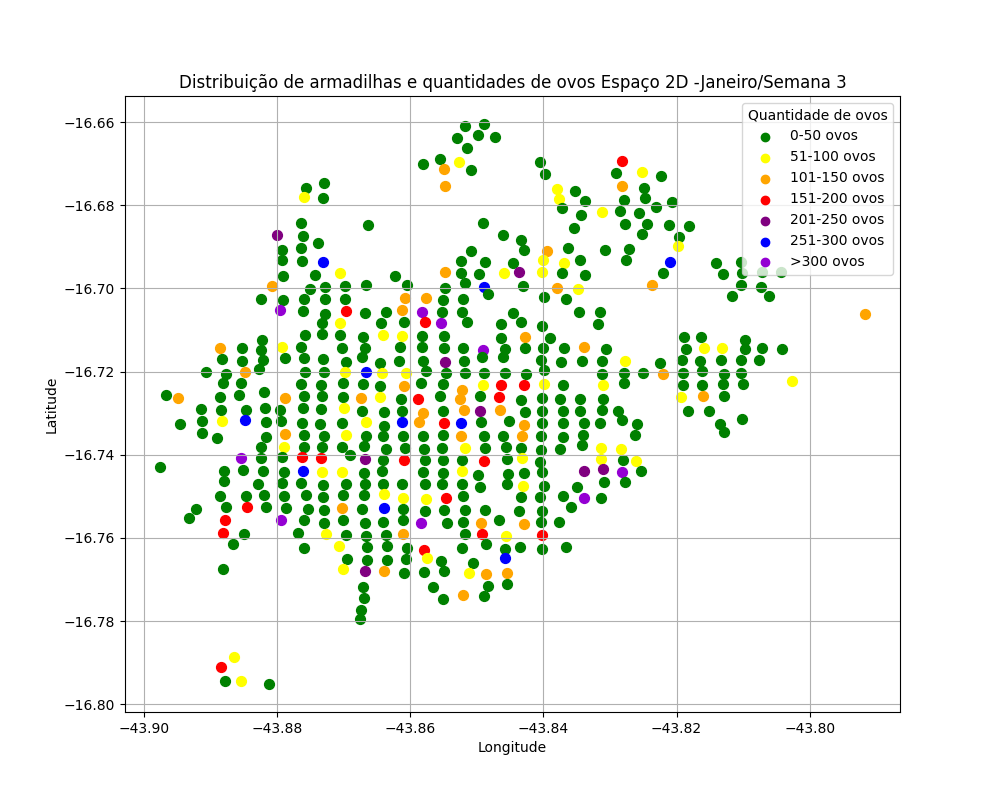 Distribuição de armadilhas e quantidades de ovos Espaço 2D -Janeiro/Semana 3
Quantidade de ovos
0-50 ovos
51-100 ovos
101-150 ovos
151-200 ovos
201-250 ovos
251-300 ovos
>300 ovos
Latitude
−16.66
−16.68
−16.70
−16.72
−16.74
−16.76
−16.78
−16.80
−43.90
−43.88
−43.86
−43.84
−43.82
−43.80
Longitude